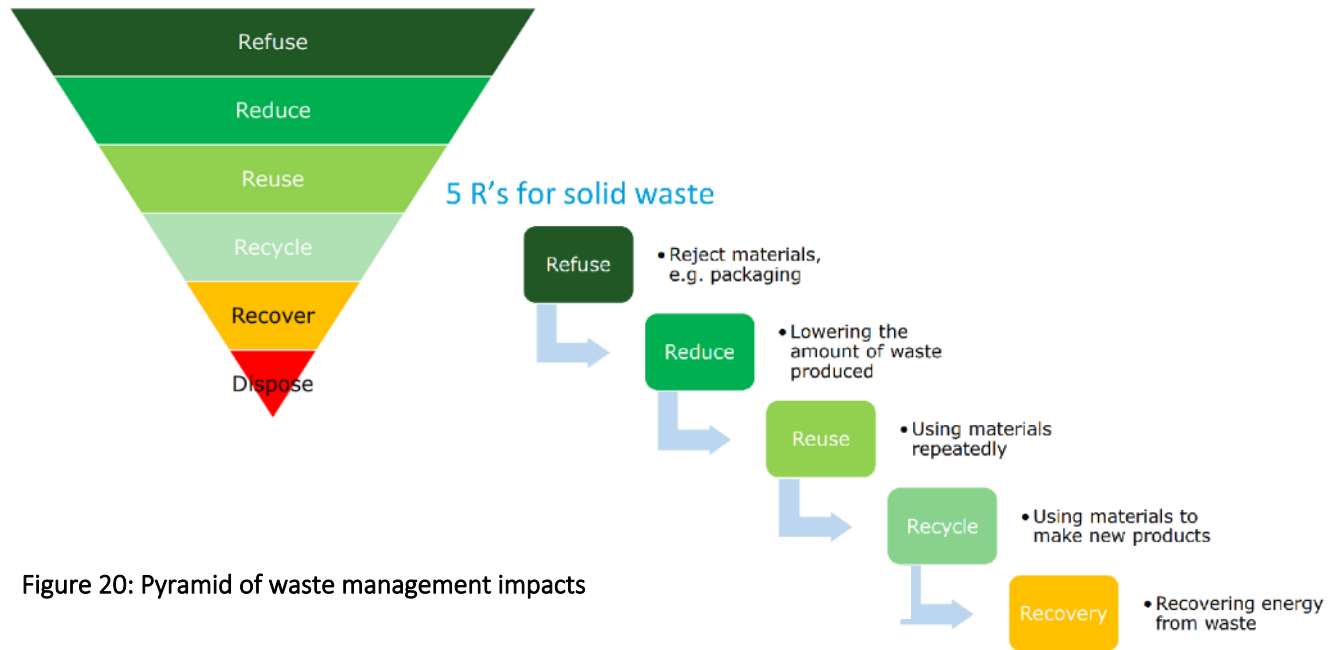 Refuse
Reduce
Reuse
Recycle
Recover
Dispose
5 R's for solid waste
Refuse
• Reject materials,
e.g. packaging
Reduce
• Lowering the
amount of waste
produced
Reuse
• Using materials
repeatedly
Recycle
• Using materials to
make new products
Recovery
• Recovering energy
from waste
Figure 20: Pyramid of waste management impacts